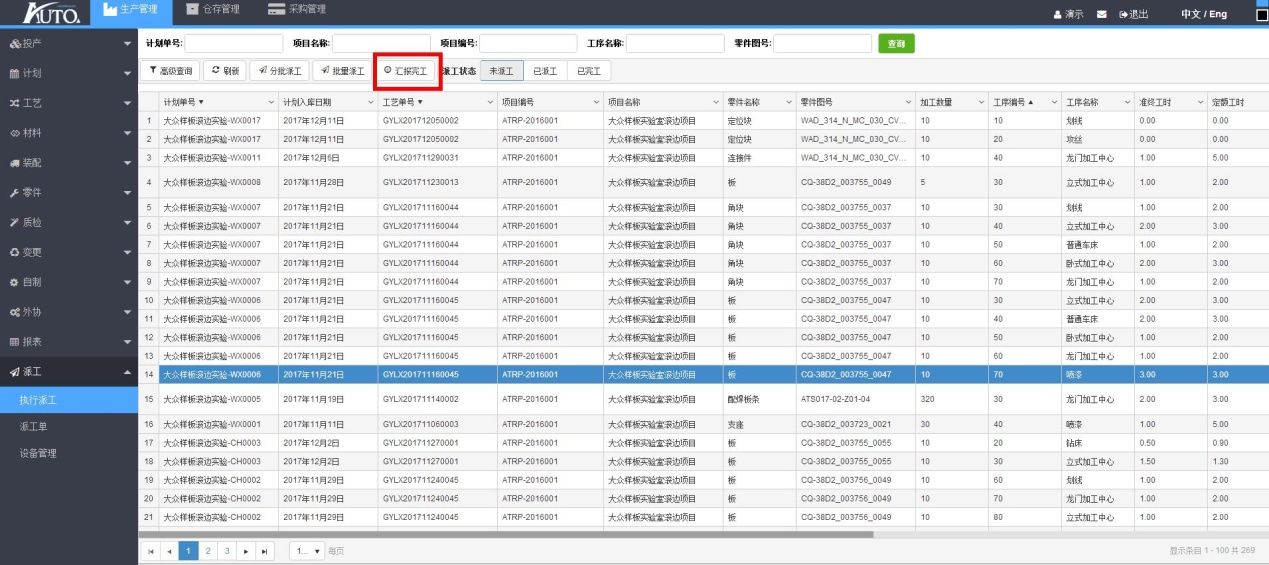 AUTO. 生产管理 仓存管理 采购管理 演示 退出 中文 / Eng
投产
计划
工艺
材料
装配
零件
质检
变更
自制
外协
报表
派工
执行派工
派工单
设备管理
计划单号: 项目名称: 项目编号: 工序名称: 零件图号: 查询
高级查询 刷新 分批派工 批量派工 汇报完工 派工状态 未派工 已派工 已完工
计划单号 ▼ 计划入库日期 工艺单号 ▼ 项目编号 项目名称 零件名称 零件图号 加工数量 工序编号 ▲ 工序名称 准终工时 定额工时
1 大众样板滚边实验-WX0017 2017年12月11日 GYLX201712050002 ATRP-2016001 大众样板实验室滚边项目 定位块 WAD_314_N_MC_030_CV... 10 10 划线 0.00 0.00
2 大众样板滚边实验-WX0017 2017年12月11日 GYLX201712050002 ATRP-2016001 大众样板实验室滚边项目 定位块 WAD_314_N_MC_030_CV... 10 20 攻丝 0.00 0.00
3 大众样板滚边实验-WX0011 2017年12月6日 GYLX201711290031 ATRP-2016001 大众样板实验室滚边项目 连接件 WAD_314_N_MC_030_CV... 10 40 龙门加工中心 1.00 5.00
4 大众样板滚边实验-WX0008 2017年11月28日 GYLX201711230013 ATRP-2016001 大众样板实验室滚边项目 板 CQ-38D2_003755_0049 5 30 立式加工中心 1.00 2.00
5 大众样板滚边实验-WX0007 2017年11月21日 GYLX201711160044 ATRP-2016001 大众样板实验室滚边项目 角块 CQ-38D2_003755_0037 10 30 划线 1.00 2.00
6 大众样板滚边实验-WX0007 2017年11月21日 GYLX201711160044 ATRP-2016001 大众样板实验室滚边项目 角块 CQ-38D2_003755_0037 10 40 立式加工中心 2.00 3.00
7 大众样板滚边实验-WX0007 2017年11月21日 GYLX201711160044 ATRP-2016001 大众样板实验室滚边项目 角块 CQ-38D2_003755_0037 10 50 普通车床 1.00 2.00
8 大众样板滚边实验-WX0007 2017年11月21日 GYLX201711160044 ATRP-2016001 大众样板实验室滚边项目 角块 CQ-38D2_003755_0037 10 60 卧式加工中心 2.00 3.00
9 大众样板滚边实验-WX0007 2017年11月21日 GYLX201711160044 ATRP-2016001 大众样板实验室滚边项目 角块 CQ-38D2_003755_0037 10 70 龙门加工中心 1.00 2.00
10 大众样板滚边实验-WX0006 2017年11月21日 GYLX201711160045 ATRP-2016001 大众样板实验室滚边项目 板 CQ-38D2_003755_0047 10 30 立式加工中心 2.00 3.00
11 大众样板滚边实验-WX0006 2017年11月21日 GYLX201711160045 ATRP-2016001 大众样板实验室滚边项目 板 CQ-38D2_003755_0047 10 40 普通车床 2.00 3.00
12 大众样板滚边实验-WX0006 2017年11月21日 GYLX201711160045 ATRP-2016001 大众样板实验室滚边项目 板 CQ-38D2_003755_0047 10 50 卧式加工中心 1.00 2.00
13 大众样板滚边实验-WX0006 2017年11月21日 GYLX201711160045 ATRP-2016001 大众样板实验室滚边项目 板 CQ-38D2_003755_0047 10 60 龙门加工中心 1.00 2.00
14 大众样板滚边实验-WX0006 2017年11月21日 GYLX201711160045 ATRP-2016001 大众样板实验室滚边项目 板 CQ-38D2_003755_0047 10 70 喷漆 3.00 3.00
15 大众样板滚边实验-WX0005 2017年11月19日 GYLX201711140002 ATRP-2016001 大众样板实验室滚边项目 配焊板条 ATS017-02-Z01-04 320 30 龙门加工中心 2.00 3.00
16 大众样板滚边实验-WX0001 2017年11月11日 GYLX201711060003 ATRP-2016001 大众样板实验室滚边项目 支座 CQ-38D2_003723_0021 30 40 喷漆 1.00 5.00
17 大众样板滚边实验-CH0003 2017年12月2日 GYLX201711270001 ATRP-2016001 大众样板实验室滚边项目 板 CQ-38D2_003755_0055 10 20 钻床 0.50 0.90
18 大众样板滚边实验-CH0003 2017年12月2日 GYLX201711270001 ATRP-2016001 大众样板实验室滚边项目 板 CQ-38D2_003755_0055 10 30 立式加工中心 1.50 1.30
19 大众样板滚边实验-CH0002 2017年11月29日 GYLX201711240045 ATRP-2016001 大众样板实验室滚边项目 板 CQ-38D2_003756_0049 10 60 划线 1.00 2.00
20 大众样板滚边实验-CH0002 2017年11月29日 GYLX201711240045 ATRP-2016001 大众样板实验室滚边项目 板 CQ-38D2_003756_0049 10 70 龙门加工中心 1.00 2.00
21 大众样板滚边实验-CH0002 2017年11月29日 GYLX201711240045 ATRP-2016001 大众样板实验室滚边项目 板 CQ-38D2_003756_0049 10 80 立式加工中心 1.00 2.00
1 2 3 1... ▼ 每页 显示条目 1 - 100 共 269